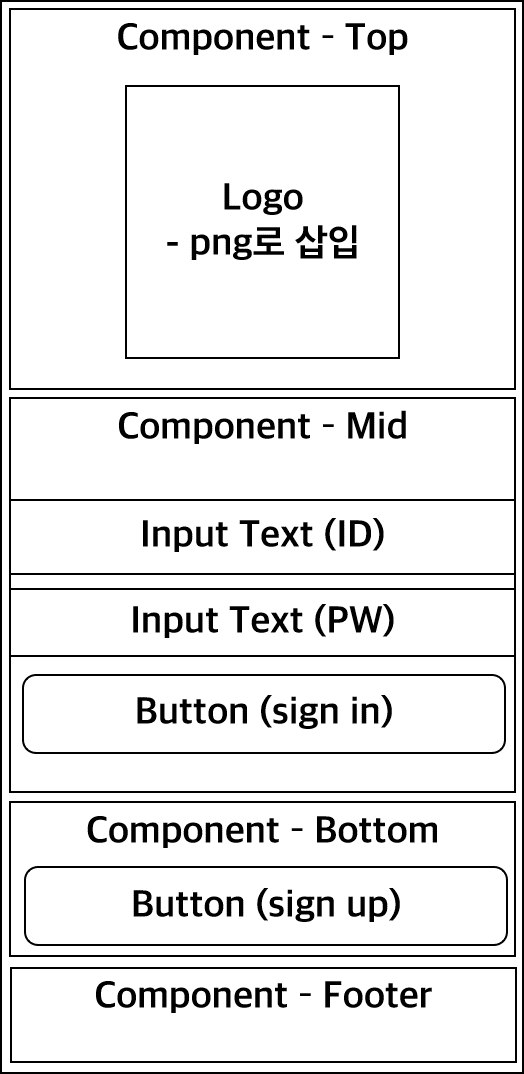 Component - Top
Logo
- png로 삽입
Component - Mid
Input Text (ID)
Input Text (PW)
Button (sign in)
Component - Bottom
Button (sign up)
Component - Footer